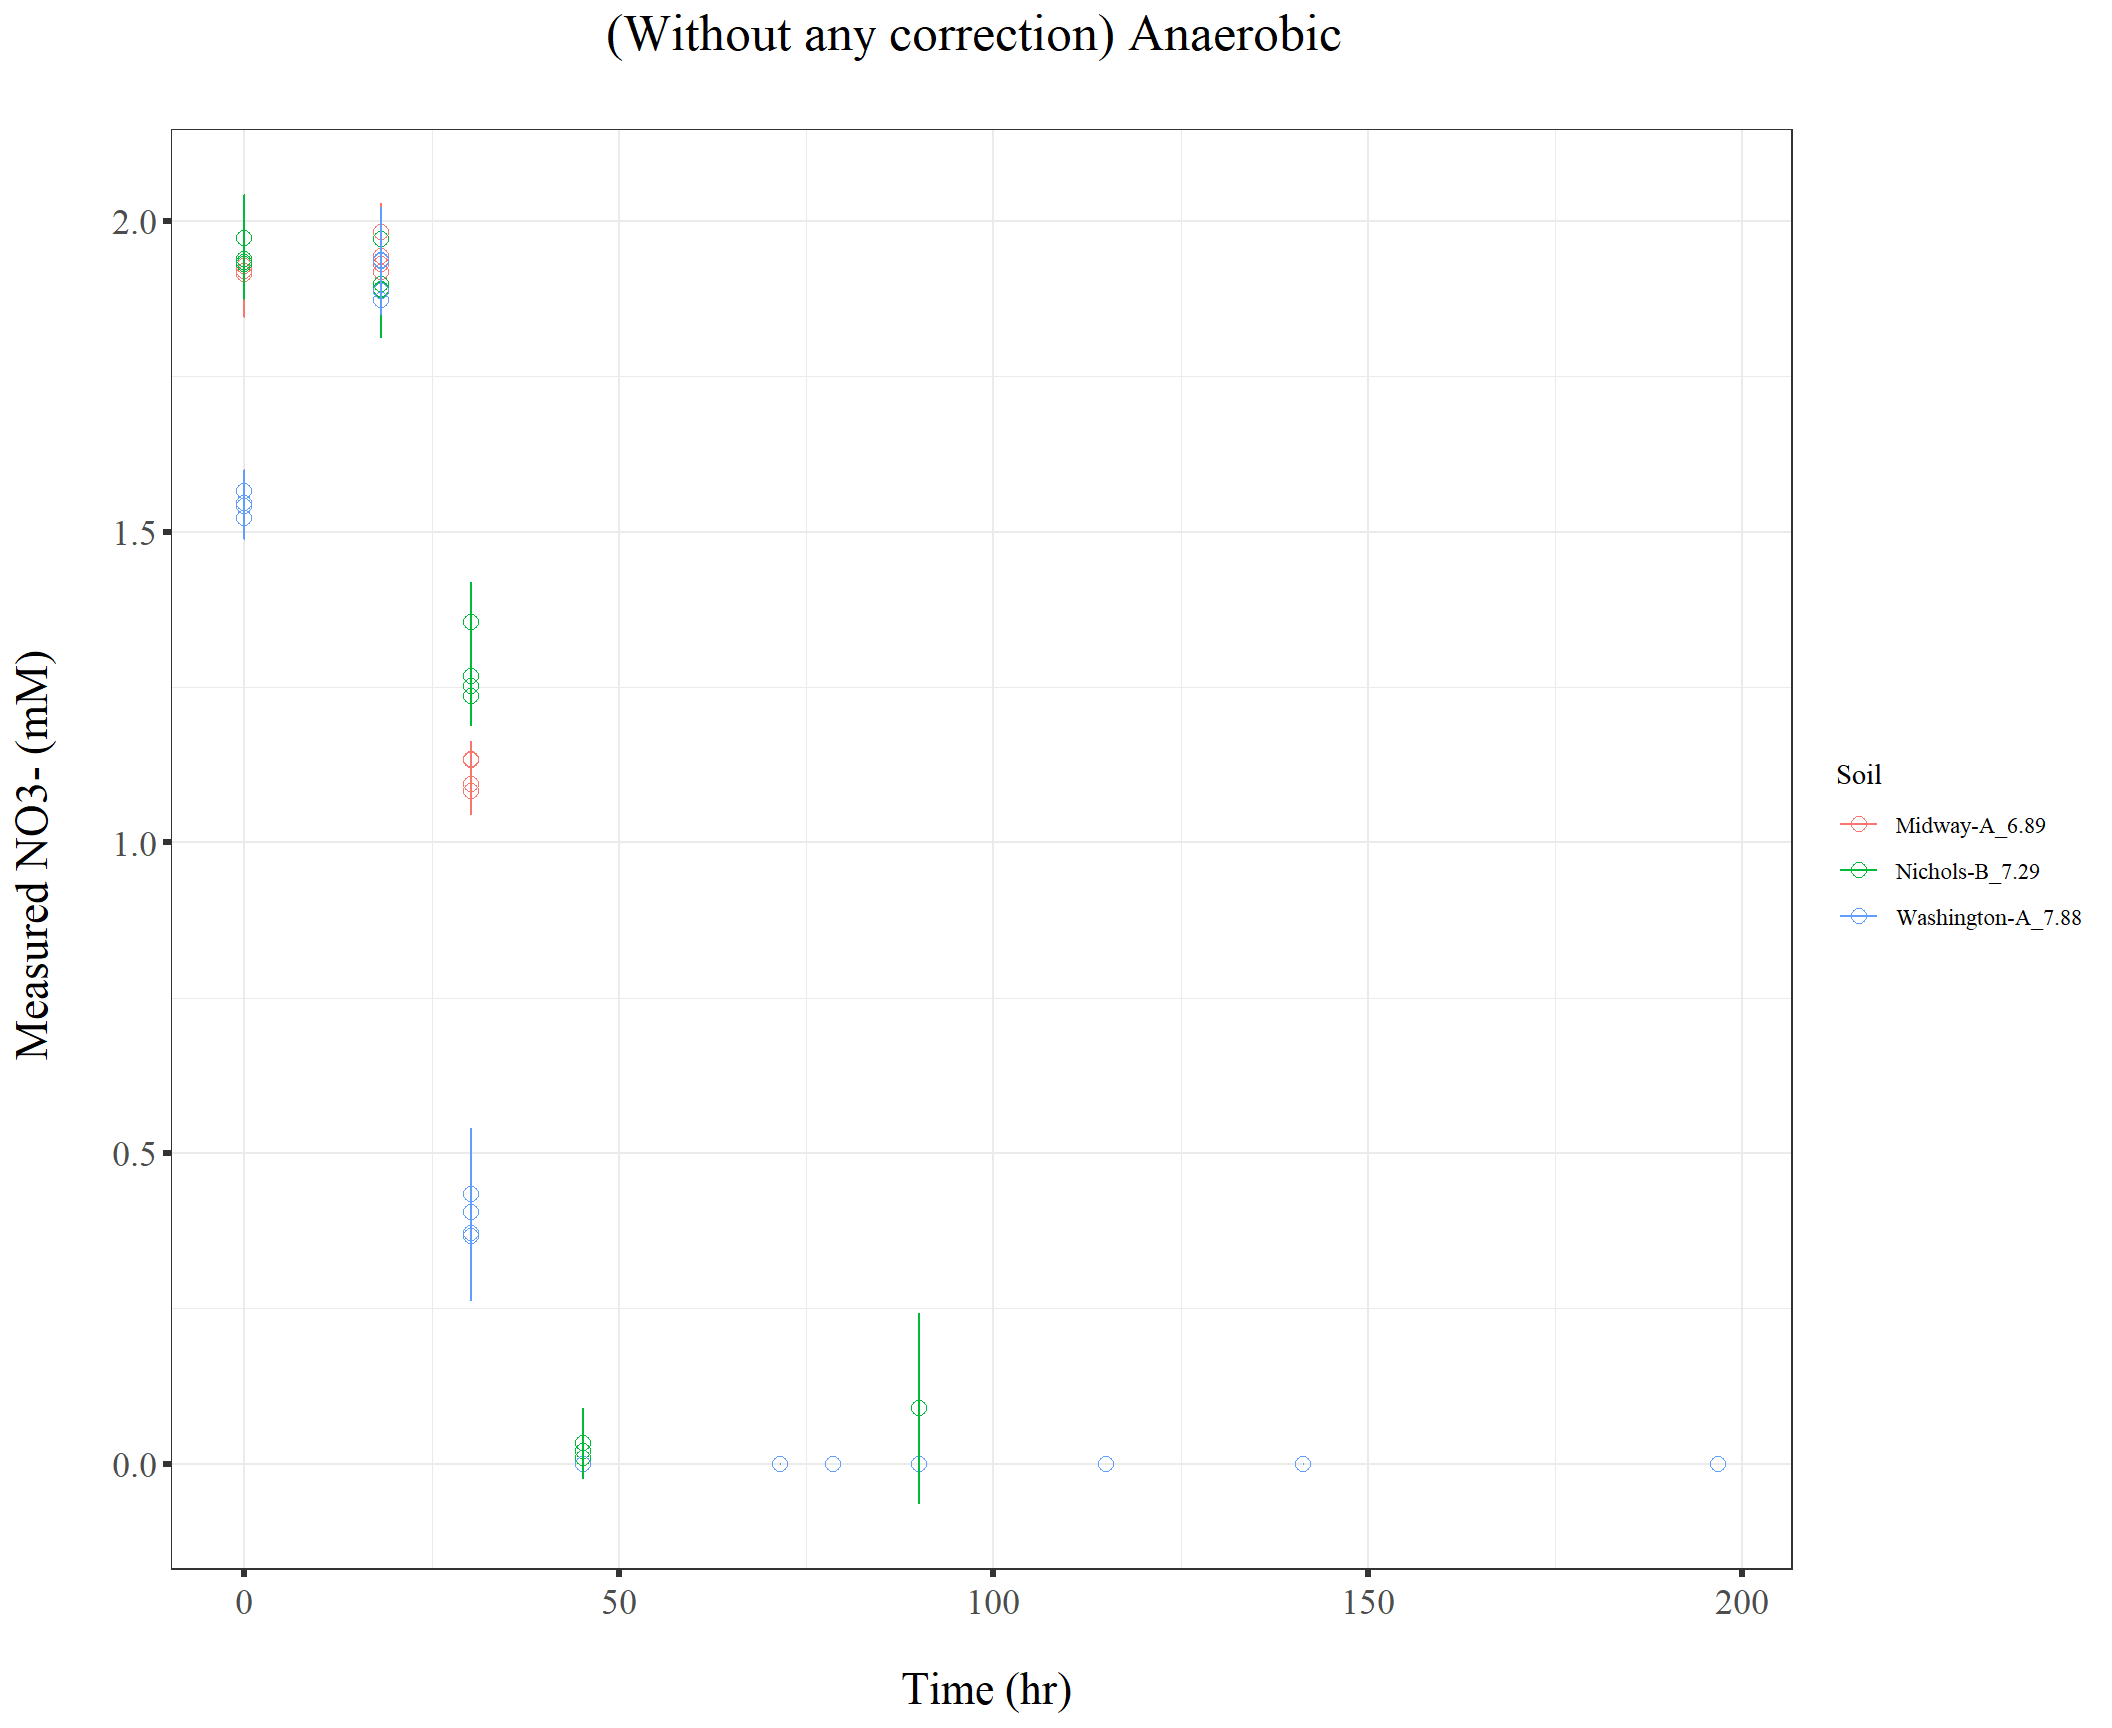 (Without any correction) Anaerobic
Measured NO3- (mM)
2.0
1.5
1.0
0.5
0.0
0
50
100
150
200
Time (hr)
Soil
Midway-A_6.89
Nichols-B_7.29
Washington-A_7.88